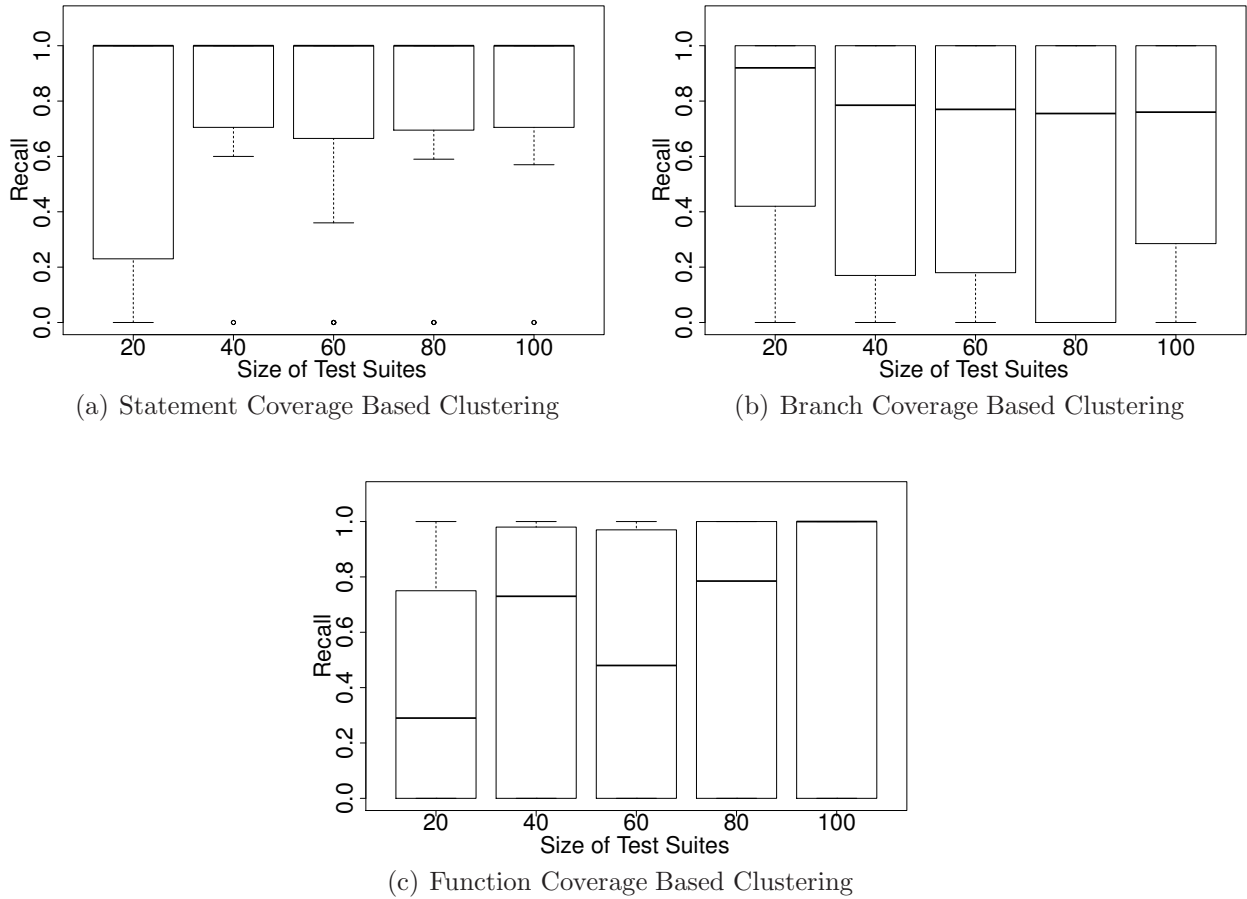 1.0
0.8
0.6
0.4
0.2
0.0
Recall
20 40 60 80 100
Size of Test Suites
(a) Statement Coverage Based Clustering
1.0
0.8
0.6
0.4
0.2
0.0
Recall
20 40 60 80 100
Size of Test Suites
(b) Branch Coverage Based Clustering
1.0
0.8
0.6
0.4
0.2
0.0
Recall
20 40 60 80 100
Size of Test Suites
(c) Function Coverage Based Clustering